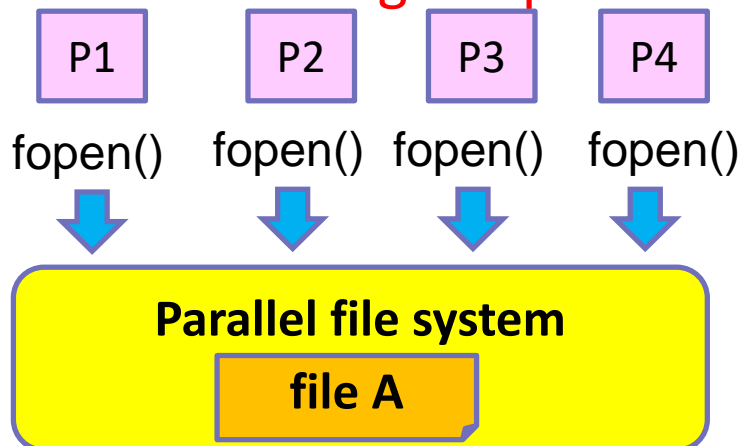 P1 P2 P3 P4
fopen() fopen() fopen() fopen()
Parallel file system
file A